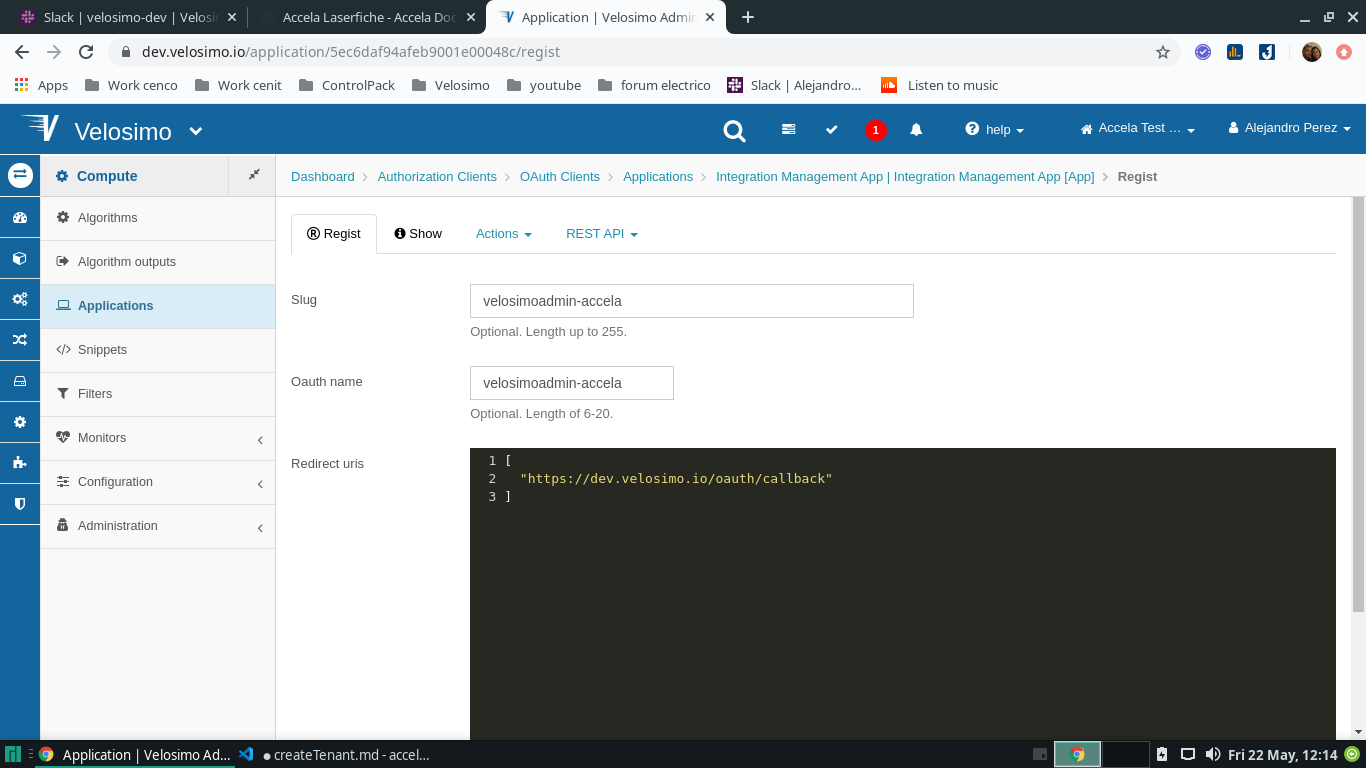 Slack | velosimo-dev | Velosi
Accela Laserfiche - Accela Doc
Application | Velosimo Admin
dev.velosimo.io/application/5ec6daf94afeb9001e00048c/regist
Apps
Work cenco
Work cenit
ControlPack
Velosimo
youtube
forum electrico
Slack | Alejandro…
Listen to music
Velosimo
1
help
Accela Test …
Alejandro Perez
Compute
Dashboard
Authorization Clients
OAuth Clients
Applications
Integration Management App | Integration Management App [App]
Regist
Algorithms
Algorithm outputs
Applications
Snippets
Filters
Monitors
Configuration
Administration
Regist
Show
Actions
REST API
Slug
velosimoadmin-accela
Optional. Length up to 255.
Oauth name
velosimoadmin-accela
Optional. Length of 6-20.
Redirect uris
1 [
2 "https://dev.velosimo.io/oauth/callback"
3 ]
Application | Velosimo Ad...
● createTenant.md - accel...
Fri 22 May, 12:14